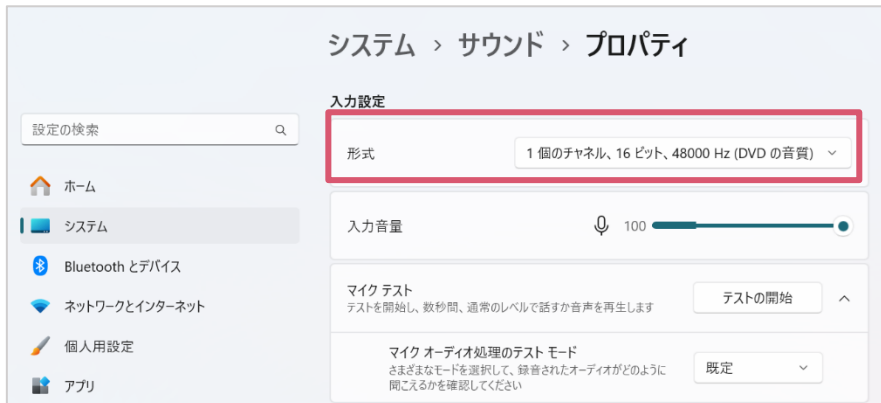 システム › サウンド › プロパティ
設定の検索
ホーム
システム
Bluetooth とデバイス
ネットワークとインターネット
個人用設定
アプリ
入力設定
形式
1 個のチャネル、16 ビット、48000 Hz (DVD の音質)
入力音量
100
マイク テスト
テストを開始し、数秒間、通常のレベルで話すか音声を再生します
テストの開始
マイク オーディオ処理のテスト モード
さまざまなモードを選択して、録音されたオーディオがどのように
聞こえるかを確認してください
既定